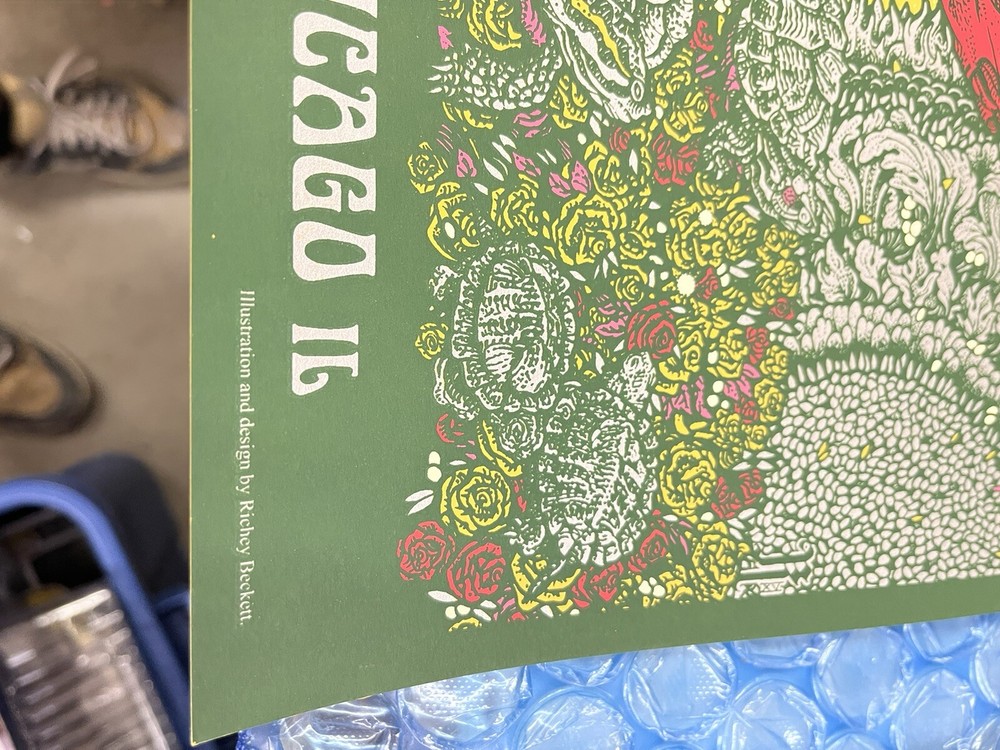 ICAGO IL
Illustration and design by Richey Beckett.